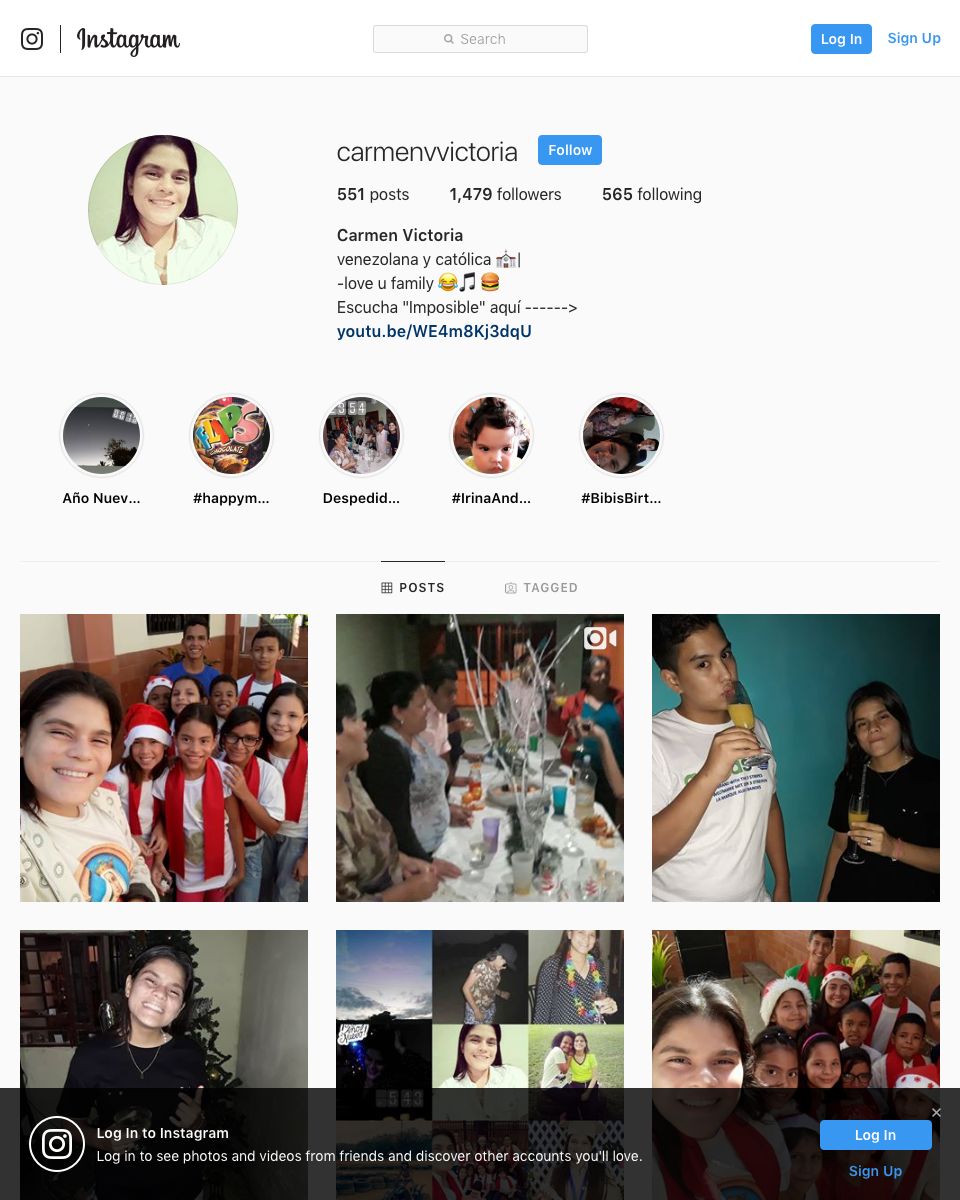 Instagram
Search
Log In
Sign Up
carmenvvictoria
Follow
551 posts
1,479 followers
565 following
Carmen Victoria
venezolana y católica ⛪|
-love u family 😂🎵🍔
Escucha "Imposible" aquí ------>
youtu.be/WE4m8Kj3dqU
FLIPS
CHOCOLATE
Año Nuev...
#happym...
Despedid...
#IrinaAnd...
#BibisBirt...
POSTS
TAGGED
Log In to Instagram
Log in to see photos and videos from friends and discover other accounts you'll love.
Log In
Sign Up